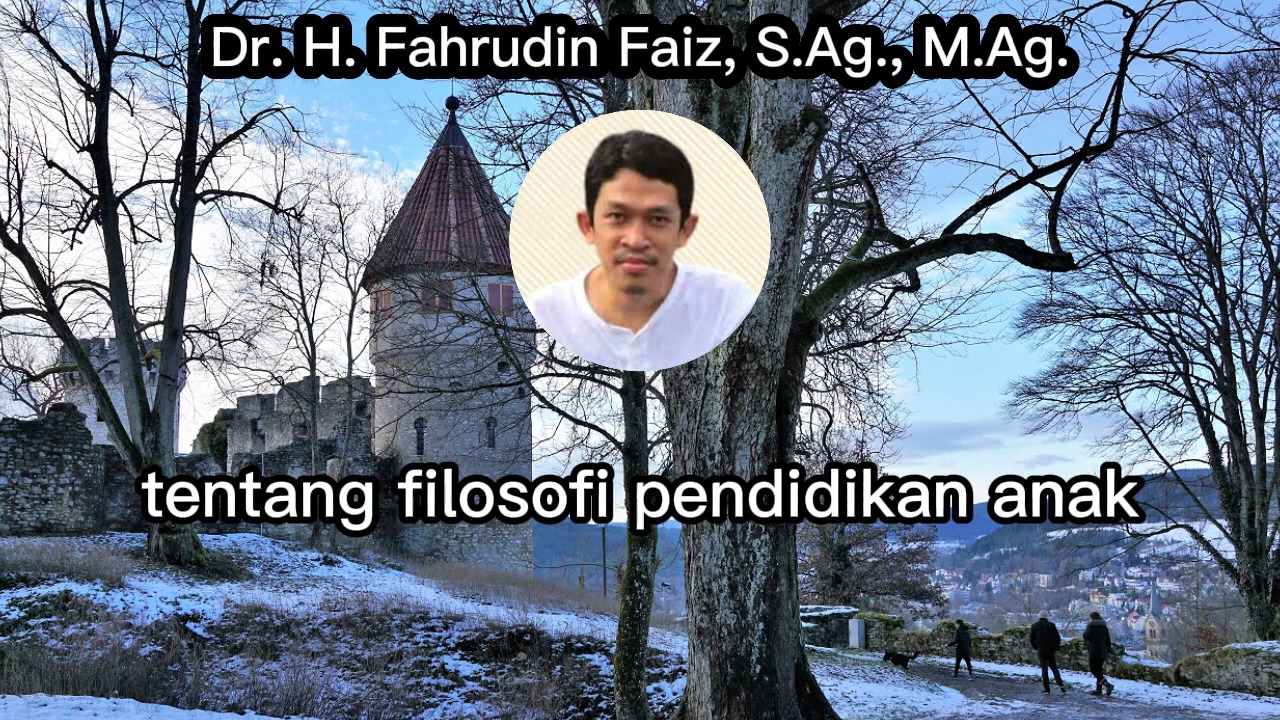 Dr. H. Fahrudin Faiz, S.Ag., M.Ag.
tentang filosofi pendidikan anak